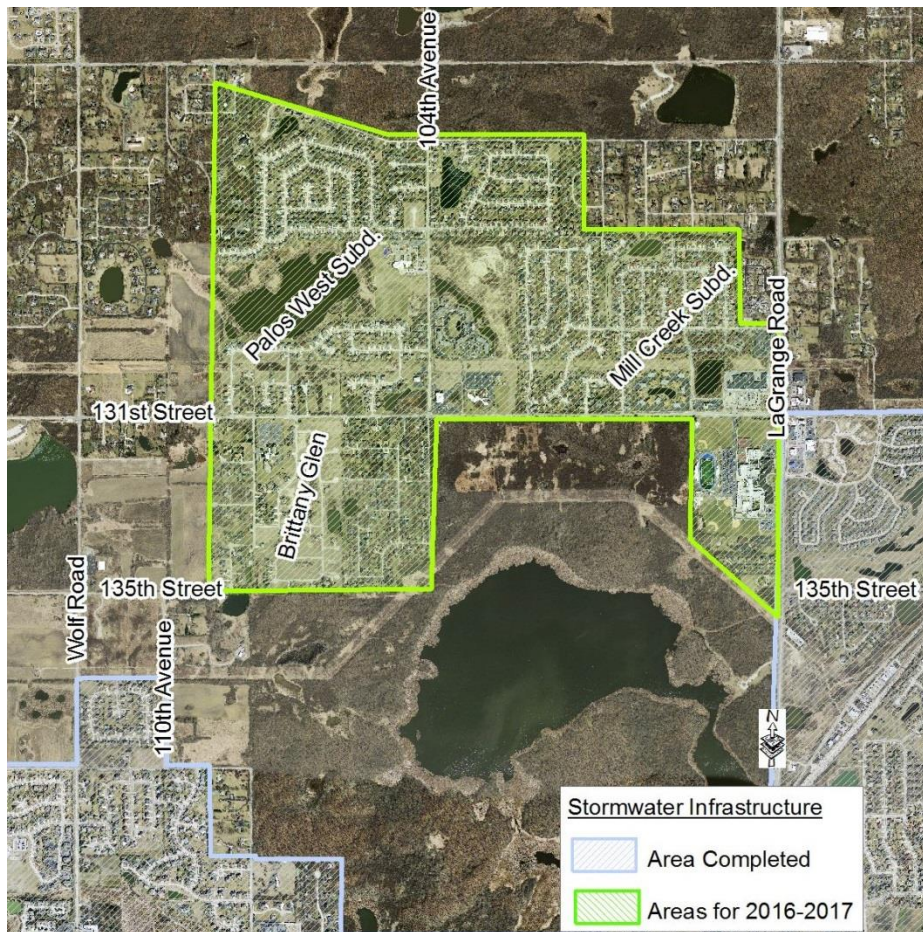 104th Avenue
Palos West Subd.
Mill Creek Subd.
LaGrange Road
131st Street
Brittany Glen
Wolf Road
135th Street
135th Street
110th Avenue
N
Stormwater Infrastructure
Area Completed
Areas for 2016-2017